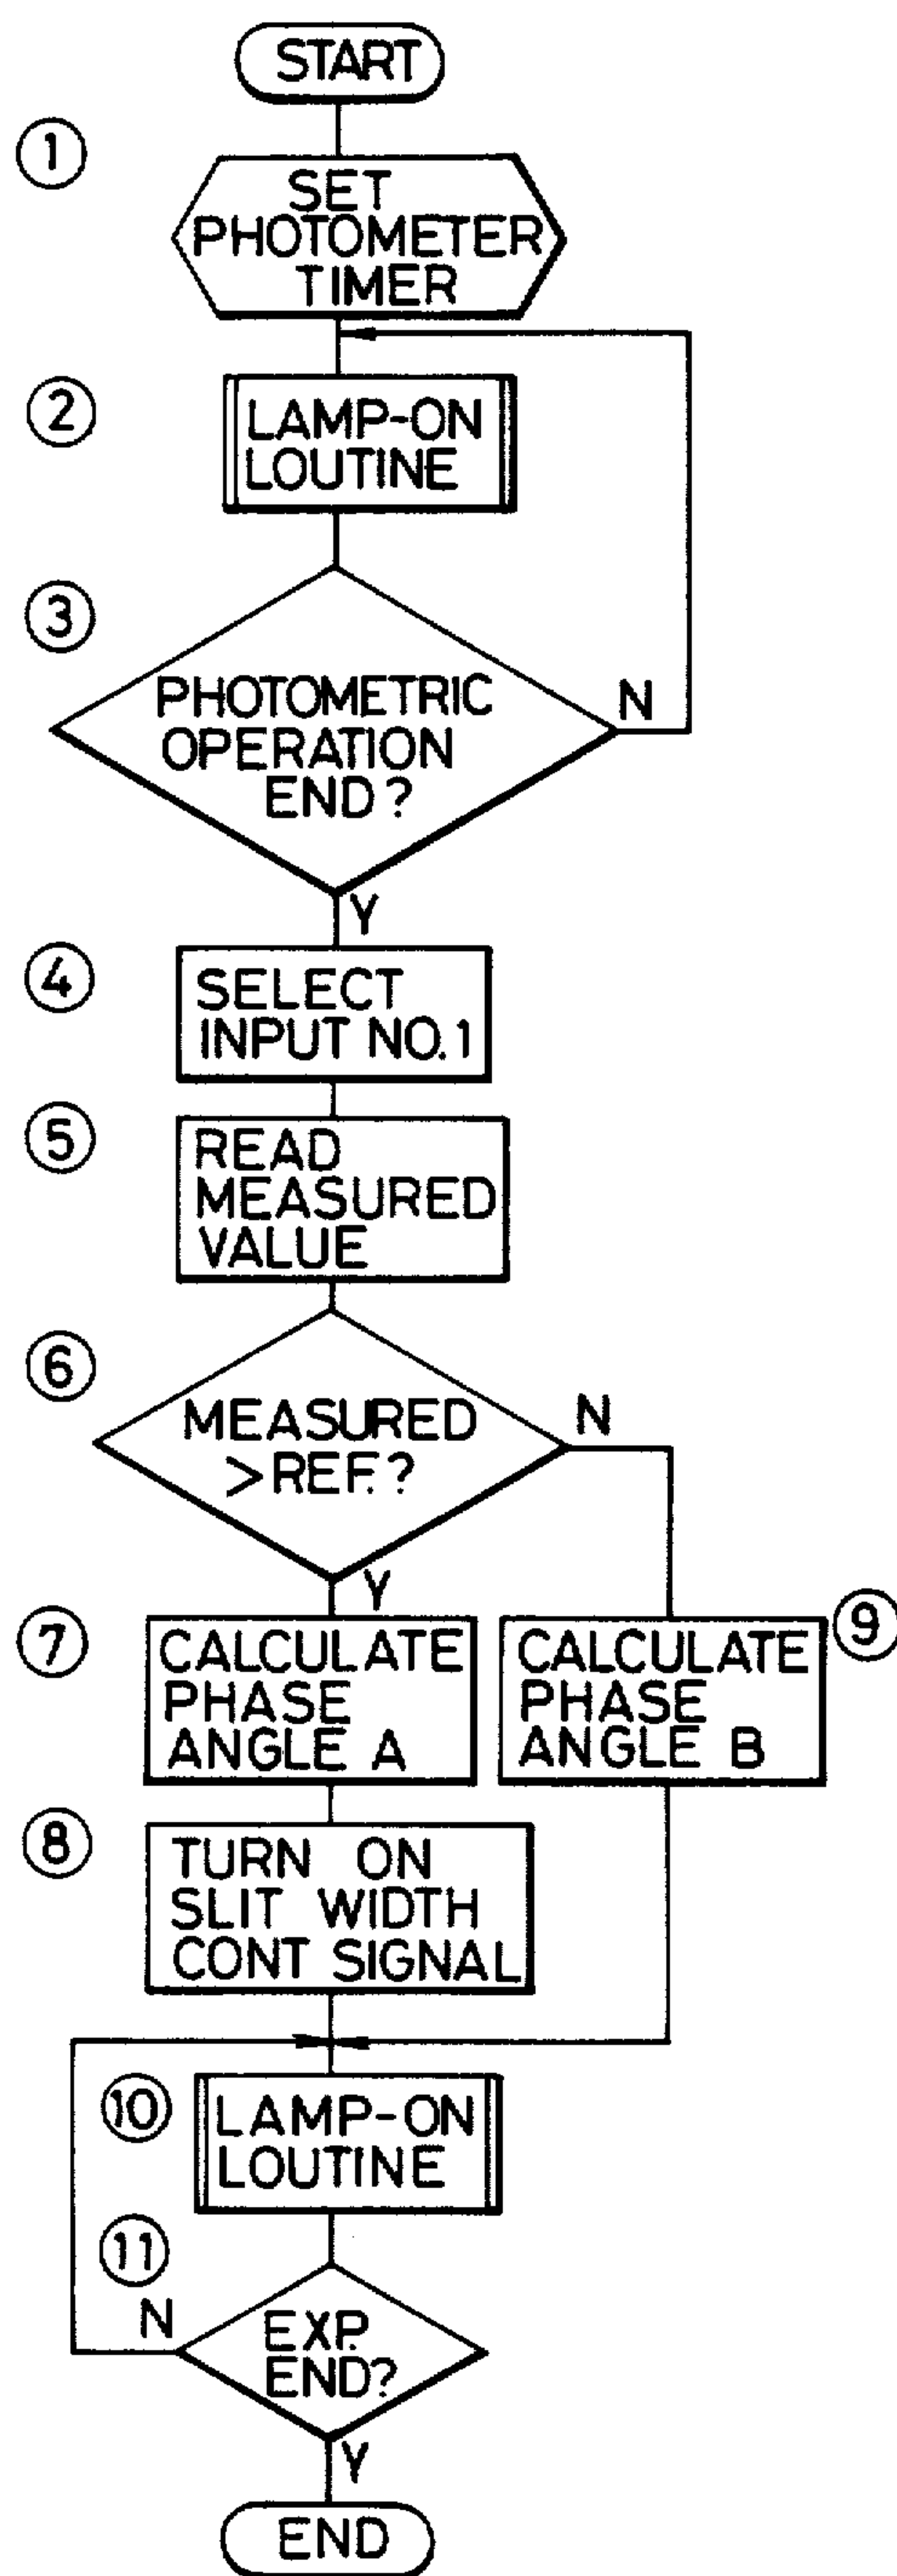 START
①
SET
PHOTOMETER
TIMER
②
LAMP-ON
LOUTINE
③
PHOTOMETRIC
OPERATION
END?
N
Y
④
SELECT
INPUT NO.1
⑤
READ
MEASURED
VALUE
⑥
MEASURED
>REF.?
N
Y
⑦
CALCULATE
PHASE
ANGLE A
CALCULATE
PHASE
ANGLE B
⑨
⑧
TURN ON
SLIT WIDTH
CONT SIGNAL
⑩
LAMP-ON
LOUTINE
⑪
N
EXP.
END?
Y
END